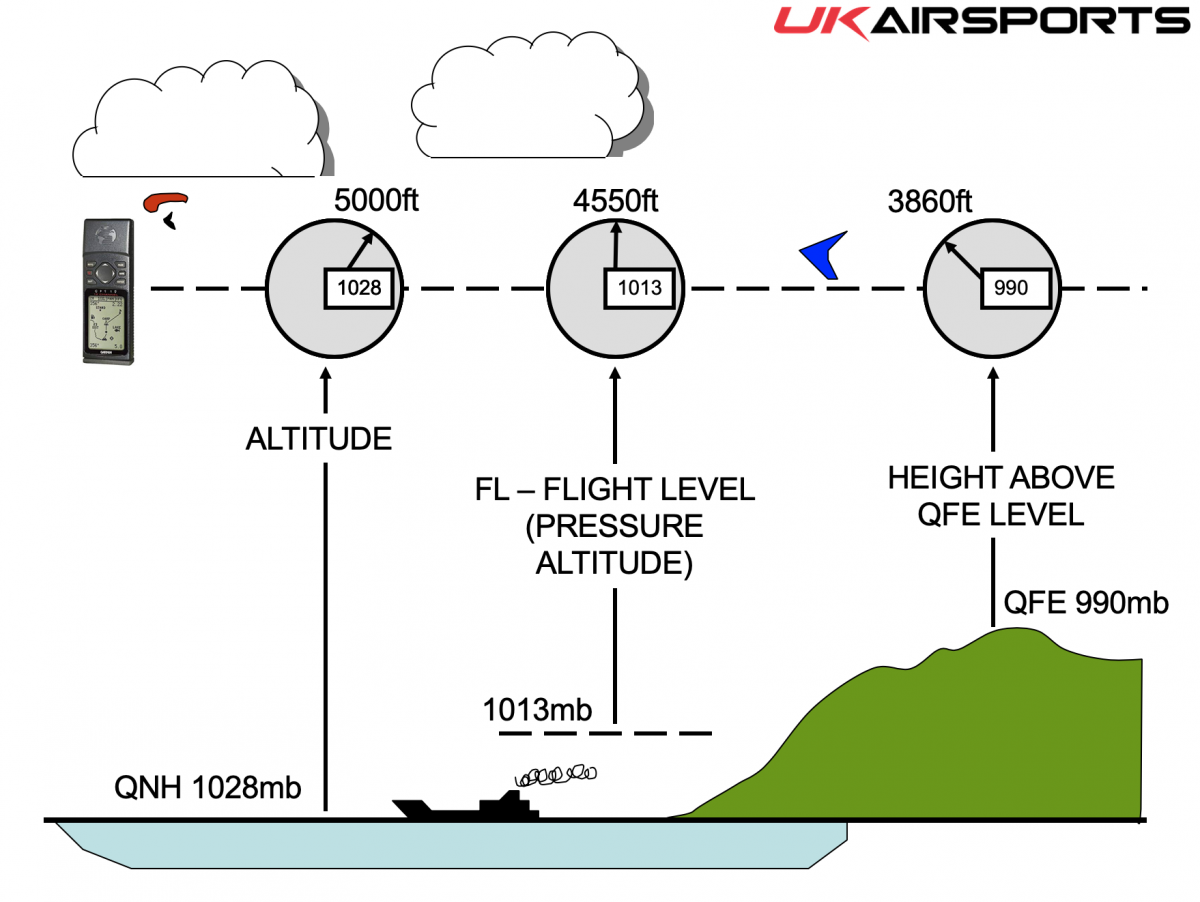 UKAIRSPORTS
5000ft
4550ft
3860ft
1028
1013
990
ALTITUDE
FL – FLIGHT LEVEL
(PRESSURE
ALTITUDE)
HEIGHT ABOVE
QFE LEVEL
QFE 990mb
1013mb
QNH 1028mb